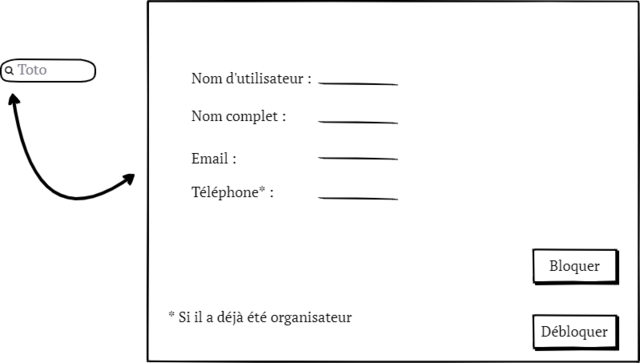 Toto
Nom d'utilisateur :
Nom complet :
Email :
Téléphone* :
Bloquer
* Si il a déjà été organisateur
Débloquer